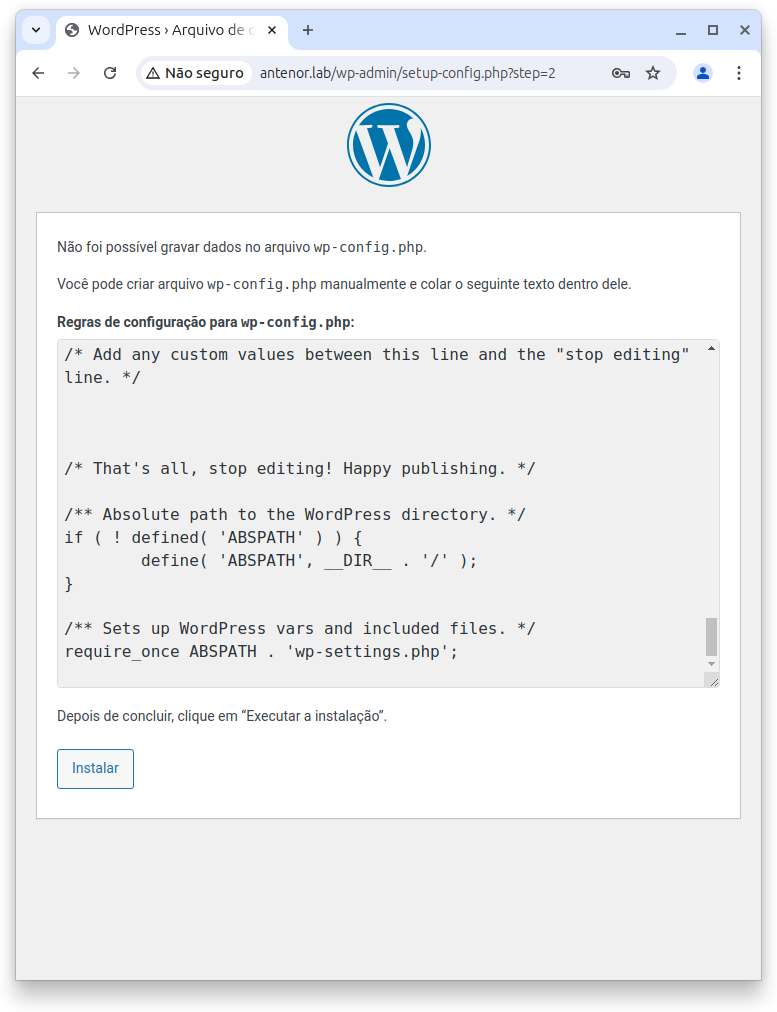 WordPress › Arquivo de
Não seguro
antenor.lab/wp-admin/setup-config.php?step=2
Não foi possível gravar dados no arquivo wp-config.php.
Você pode criar arquivo wp-config.php manualmente e colar o seguinte texto dentro dele.
Regras de configuração para wp-config.php:
/* Add any custom values between this line and the "stop editing"
line. */
/* That's all, stop editing! Happy publishing. */
/** Absolute path to the WordPress directory. */
if ( ! defined( 'ABSPATH' ) ) {
        define( 'ABSPATH', __DIR__ . '/' );
}
/** Sets up WordPress vars and included files. */
require_once ABSPATH . 'wp-settings.php';
Depois de concluir, clique em “Executar a instalação”.
Instalar